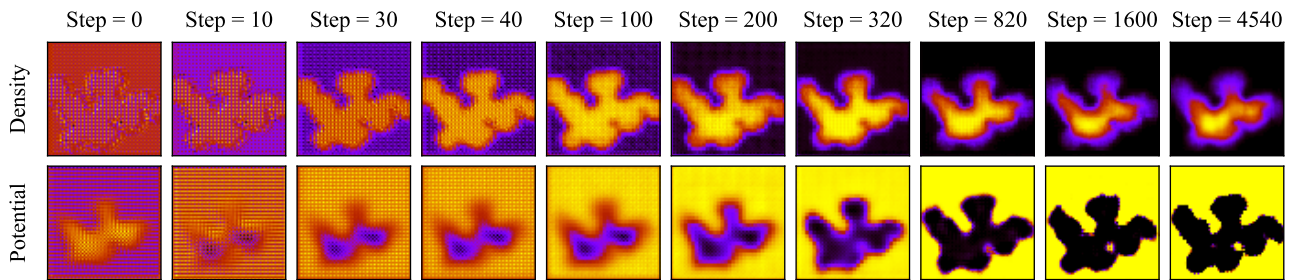 Step = 0 Step = 10 Step = 30 Step = 40 Step = 100 Step = 200 Step = 320 Step = 820 Step = 1600 Step = 4540
Density
Potential